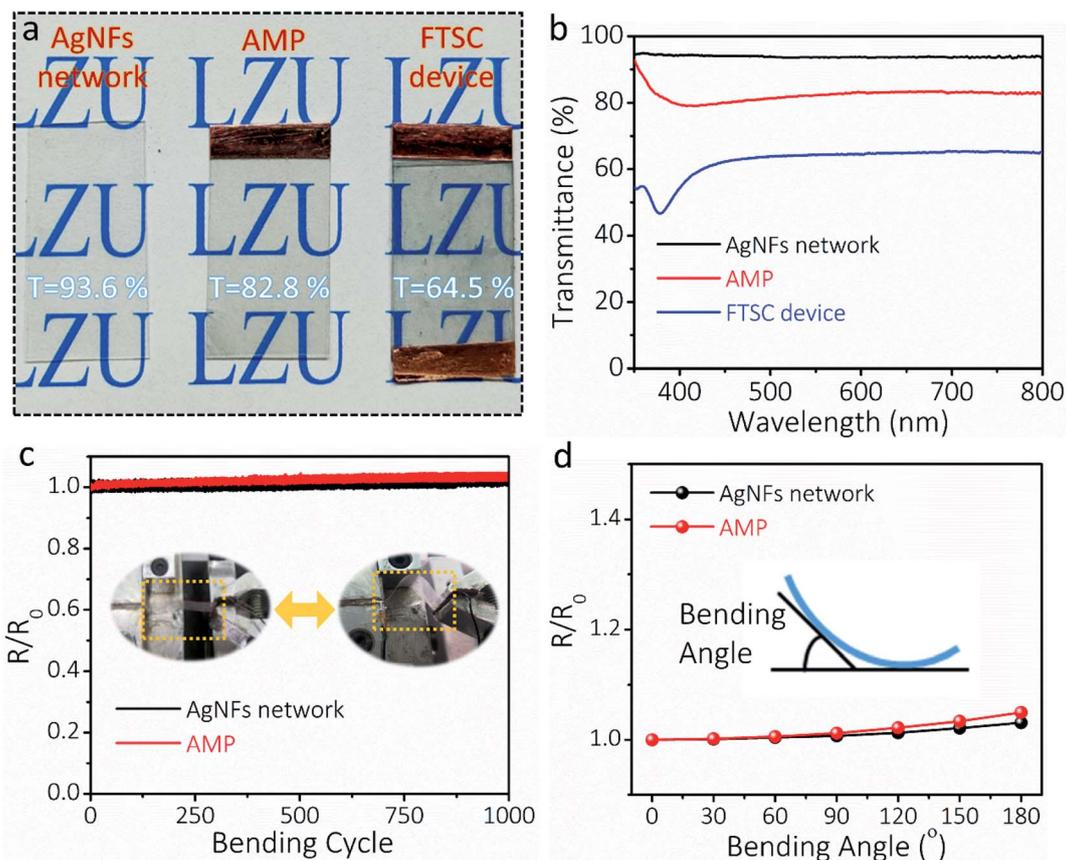 a
AgNFs
network
AMP
FTSC
device
LZU LZU LZU
LZU LZU LZU
T=93.6 % T=82.8 % T=64.5 %
LZU LZU LZU
b
100
80
60
40
20
0
Transmittance (%)
AgNFs network
AMP
FTSC device
400 500 600 700 800
Wavelength (nm)
c
1.0
0.8
0.6
0.4
0.2
0.0
R/R0
AgNFs network
AMP
0 250 500 750 1000
Bending Cycle
d
1.4
1.2
1.0
R/R0
AgNFs network
AMP
Bending
Angle
0 30 60 90 120 150 180
Bending Angle (°)